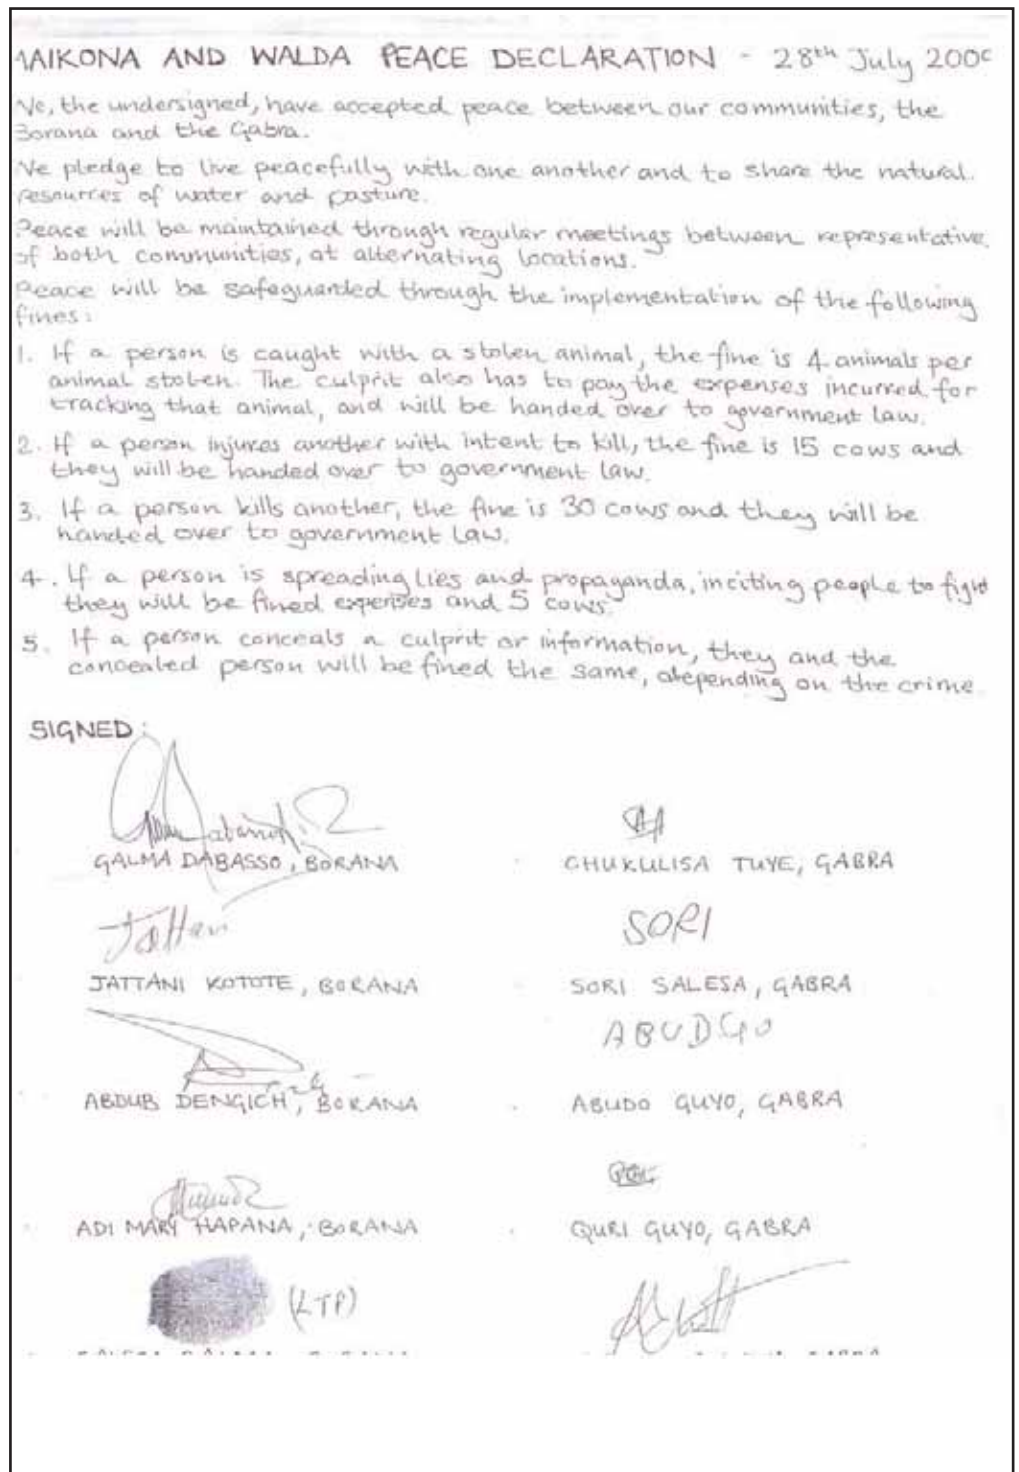 MAIKONA AND WALDA PEACE DECLARATION - 28th July 200
We, the undersigned, have accepted peace between our communities, the
Borana and the Gabra.
We pledge to live peacefully with one another and to share the natural
resources of water and pasture.
Peace will be maintained through regular meetings between representative
of both communities, at alternating locations.
Peace will be safeguarded through the implementation of the following
fines:
1. If a person is caught with a stolen animal, the fine is 4 animals per
animal stolen. The culprit also has to pay the expenses incurred for
tracking that animal, and will be handed over to government law.
2. If a person injures another with intent to kill, the fine is 15 cows and
they will be handed over to government law.
3. If a person kills another, the fine is 30 cows and they will be
handed over to government law.
4. If a person is spreading lies and propaganda, inciting people to fight
they will be fined expenses and 5 cows.
5. If a person conceals a culprit or information, they and the
concealed person will be fined the same, depending on the crime.
SIGNED:
GALMA DABASSO, BORANA
CHUKULISA TUYE, GABRA
Jattani
SORI
JATTANI KOTOTE, BORANA
SORI SALESA, GABRA
ABUDGO
ABDUB DENGICH, BORANA
ABUDO GUYO, GABRA
ADI MARY HAPANA, BORANA
QURI GUYO, GABRA
(LTP)